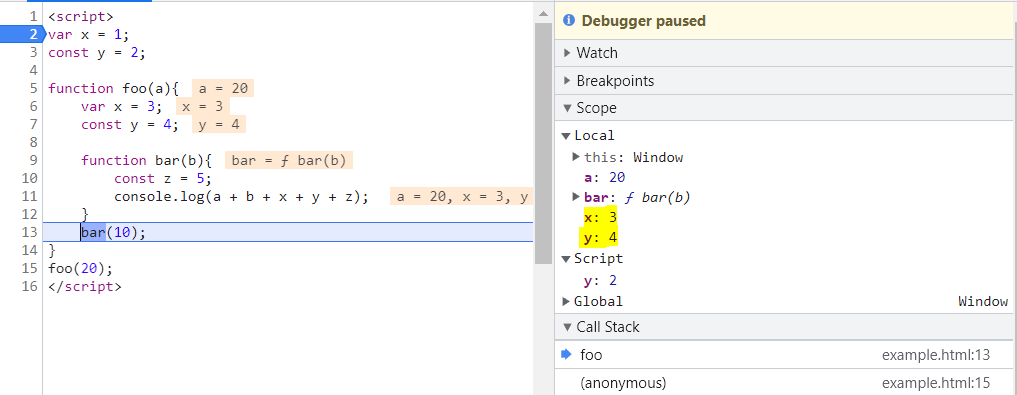 1 <script>
2 var x = 1;
3 const y = 2;
4
5 function foo(a){ a = 20
6 var x = 3; x = 3
7 const y = 4; y = 4
8
9 function bar(b){ bar = ƒ bar(b)
10 const z = 5;
11 console.log(a + b + x + y + z); a = 20, x = 3, y
12 }
13 bar(10);
14 }
15 foo(20);
16 </script>
Debugger paused
Watch
Breakpoints
Scope
Local
this: Window
a: 20
bar: ƒ bar(b)
x: 3
y: 4
Script
y: 2
Global Window
Call Stack
foo example.html:13
(anonymous) example.html:15